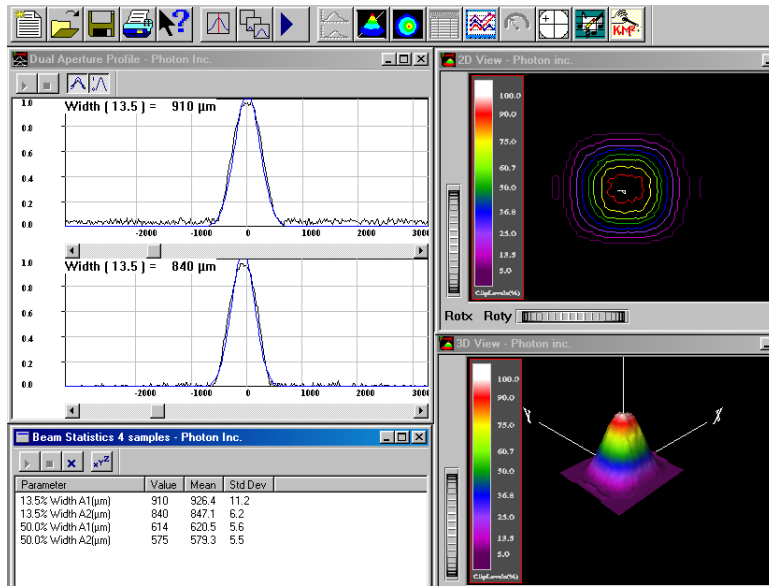 KM²
Dual Aperture Profile - Photon Inc.
Width ( 13.5 ) = 910 µm
1.0
0.8
0.6
0.4
0.2
0.0
-2000 -1000 0 1000 2000 3000
Width ( 13.5 ) = 840 µm
1.0
0.8
0.6
0.4
0.2
0.0
-2000 -1000 0 1000 2000 3000
Beam Statistics 4 samples - Photon Inc.
Parameter Value Mean Std Dev
13.5% Width A1(µm) 910 926.4 11.2
13.5% Width A2(µm) 840 847.1 6.2
50.0% Width A1(µm) 614 620.5 5.6
50.0% Width A2(µm) 575 579.3 5.5
2D View - Photon inc.
100.0
90.0
75.0
60.7
50.0
36.8
25.0
13.5
5.0
ClipLevels(%)
Rotx Roty
3D View - Photon inc.
100.0
90.0
75.0
60.7
50.0
36.8
25.0
13.5
5.0
ClipLevels(%)